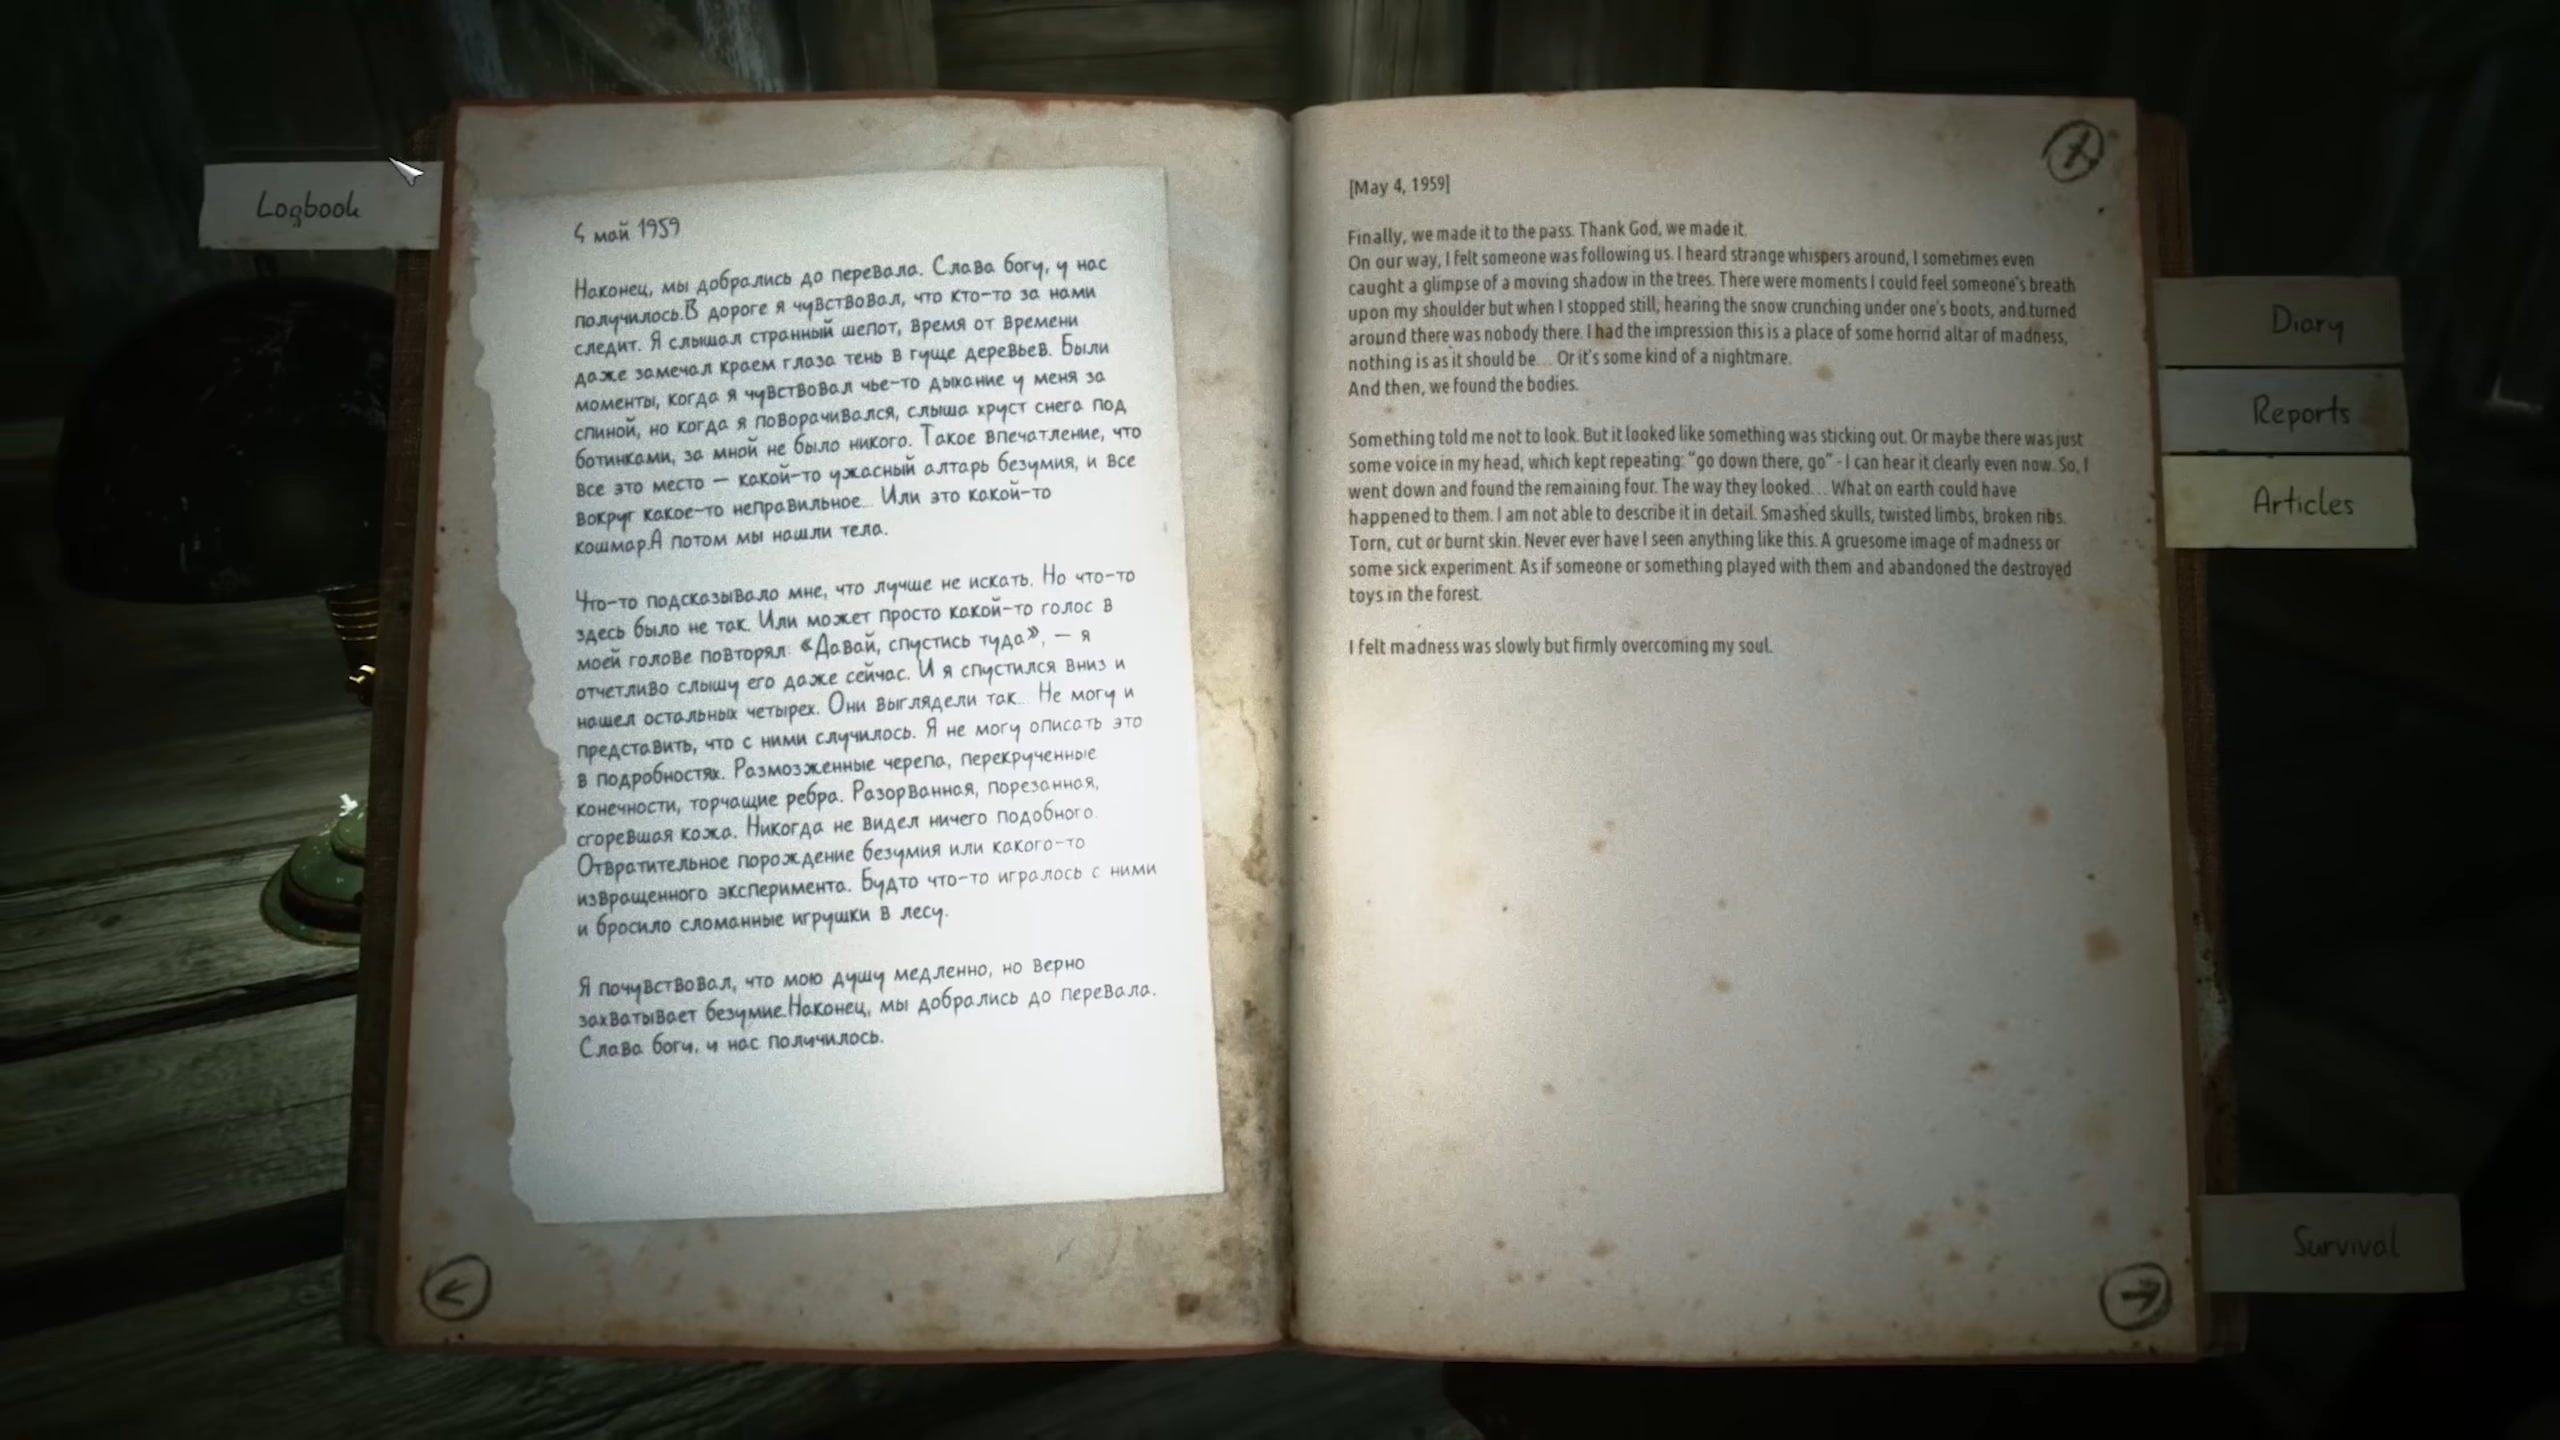 Logbook
4 май 1959
Наконец, мы добрались до перевала. Слава богу, у нас
получилось.В дороге я чувствовал, что кто-то за нами
следит. Я слышал странный шепот, время от времени
даже замечал краем глаза тень в гуще деревьев. Были
моменты, когда я чувствовал чье-то дыхание у меня за
спиной, но когда я поворачивался, слыша хруст снега под
ботинками, за мной не было никого. Такое впечатление, что
все это место — какой-то ужасный алтарь безумия, и все
вокруг какое-то неправильное... Или это какой-то
кошмар.А потом мы нашли тела.
Что-то подсказывало мне, что лучше не искать. Но что-то
здесь было не так. Или может просто какой-то голос в
моей голове повторял: «Давай, спустись туда», — я
отчетливо слышу его даже сейчас. И я спустился вниз и
нашел остальных четырех. Они выглядели так... Не могу и
представить, что с ними случилось. Я не могу описать это
в подробностях. Размозженные черепа, перекрученные
конечности, торчащие ребра. Разорванная, порезанная,
сгоревшая кожа. Никогда не видел ничего подобного.
Отвратительное порождение безумия или какого-то
извращенного эксперимента. Будто что-то игралось с ними
и бросило сломанные игрушки в лесу.
Я почувствовал, что мою душу медленно, но верно
захватывает безумие.Наконец, мы добрались до перевала.
Слава богу, у нас получилось.
[May 4, 1959]
Finally, we made it to the pass. Thank God, we made it.
On our way, I felt someone was following us. I heard strange whispers around, I sometimes even
caught a glimpse of a moving shadow in the trees. There were moments I could feel someone's breath
upon my shoulder but when I stopped still, hearing the snow crunching under one's boots, and turned
around there was nobody there. I had the impression this is a place of some horrid altar of madness,
nothing is as it should be... Or it's some kind of a nightmare.
And then, we found the bodies.
Something told me not to look. But it looked like something was sticking out. Or maybe there was just
some voice in my head, which kept repeating: “go down there, go” - I can hear it clearly even now. So, I
went down and found the remaining four. The way they looked... What on earth could have
happened to them. I am not able to describe it in detail. Smashed skulls, twisted limbs, broken ribs.
Torn, cut or burnt skin. Never ever have I seen anything like this. A gruesome image of madness or
some sick experiment. As if someone or something played with them and abandoned the destroyed
toys in the forest.
I felt madness was slowly but firmly overcoming my soul.
Diary
Reports
Articles
Survival